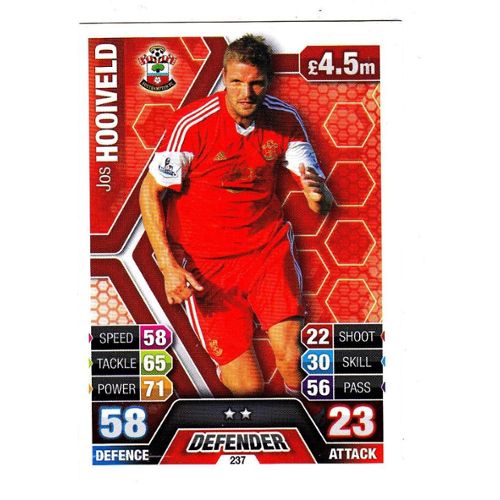 Jos HOOIVELD
£4.5m
SPEED 58
TACKLE 65
POWER 71
22 SHOOT
30 SKILL
56 PASS
58
DEFENCE
23
ATTACK
DEFENDER
237